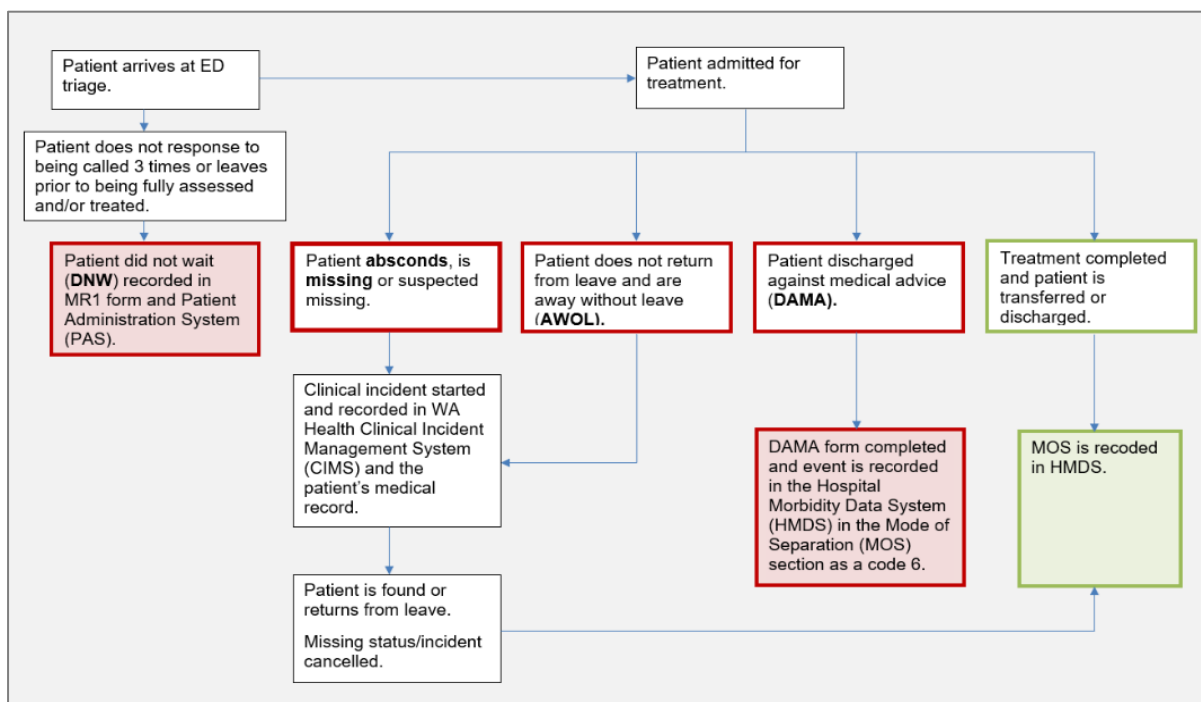 Patient arrives at ED
triage.
Patient admitted for
treatment.
Patient does not response to
being called 3 times or leaves
prior to being fully assessed
and/or treated.
Patient did not wait
(DNW) recorded in
MR1 form and Patient
Administration System
(PAS).
Patient absconds, is
missing or suspected
missing.
Patient does not return
from leave and are
away without leave
(AWOL).
Patient discharged
against medical advice
(DAMA).
Treatment completed
and patient is
transferred or
discharged.
Clinical incident started
and recorded in WA
Health Clinical Incident
Management System
(CIMS) and the
patient's medical
record.
DAMA form completed
and event is recorded
in the Hospital
Morbidity Data System
(HMDS) in the Mode of
Separation (MOS)
section as a code 6.
MOS is recoded
in HMDS.
Patient is found or
returns from leave.
Missing status/incident
cancelled.